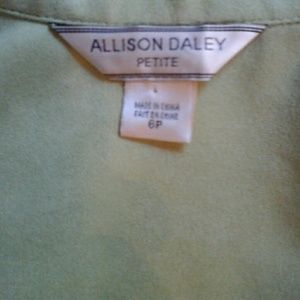 ALLISON DALEY
PETITE
MADE IN CHINA
FAIT EN CHINE
6P